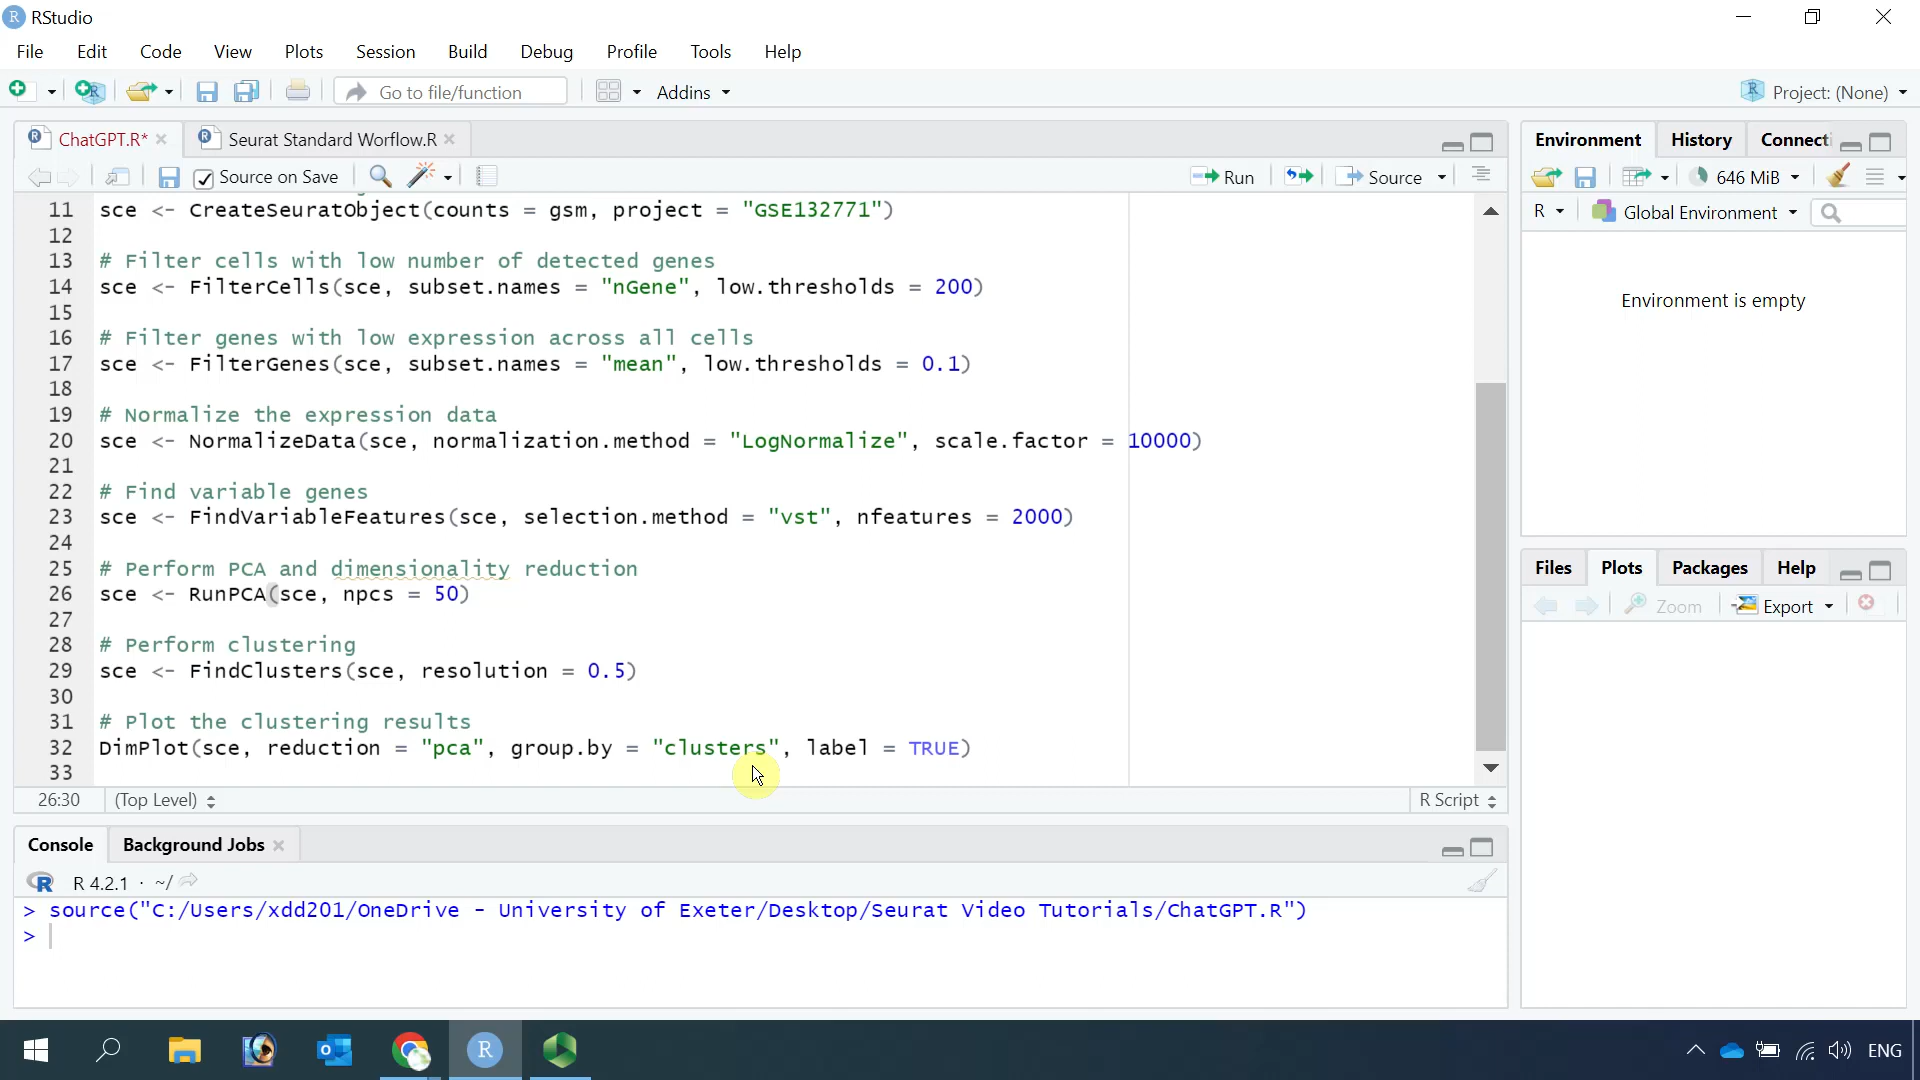 RStudio
File Edit Code View Plots Session Build Debug Profile Tools Help
Go to file/function Addins Project: (None)
ChatGPT.R* Seurat Standard Worflow.R
Source on Save Run Source
11 sce <- CreateSeuratObject(counts = gsm, project = "GSE132771")
12
13 # Filter cells with low number of detected genes
14 sce <- FilterCells(sce, subset.names = "nGene", low.thresholds = 200)
15
16 # Filter genes with low expression across all cells
17 sce <- FilterGenes(sce, subset.names = "mean", low.thresholds = 0.1)
18
19 # Normalize the expression data
20 sce <- NormalizeData(sce, normalization.method = "LogNormalize", scale.factor = 10000)
21
22 # Find variable genes
23 sce <- FindVariableFeatures(sce, selection.method = "vst", nfeatures = 2000)
24
25 # Perform PCA and dimensionality reduction
26 sce <- RunPCA(sce, npcs = 50)
27
28 # Perform clustering
29 sce <- FindClusters(sce, resolution = 0.5)
30
31 # Plot the clustering results
32 DimPlot(sce, reduction = "pca", group.by = "clusters", label = TRUE)
33
26:30 (Top Level) R Script
Console Background Jobs
R 4.2.1 · ~/
> source("C:/Users/xdd201/OneDrive - University of Exeter/Desktop/Seurat Video Tutorials/ChatGPT.R")
>
Environment History Connecti
646 MiB
R Global Environment
Environment is empty
Files Plots Packages Help
Zoom Export
ENG